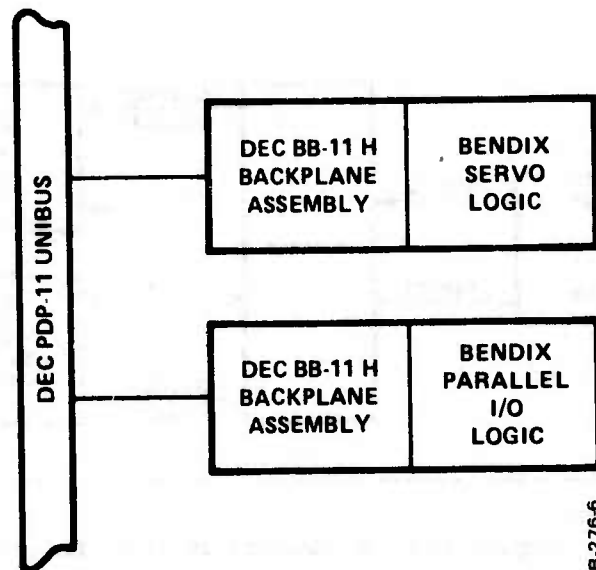 DEC PDP-11 UNIBUS
DEC BB-11 H
BACKPLANE
ASSEMBLY
BENDIX
SERVO
LOGIC
DEC BB-11 H
BACKPLANE
ASSEMBLY
BENDIX
PARALLEL
I/O
LOGIC